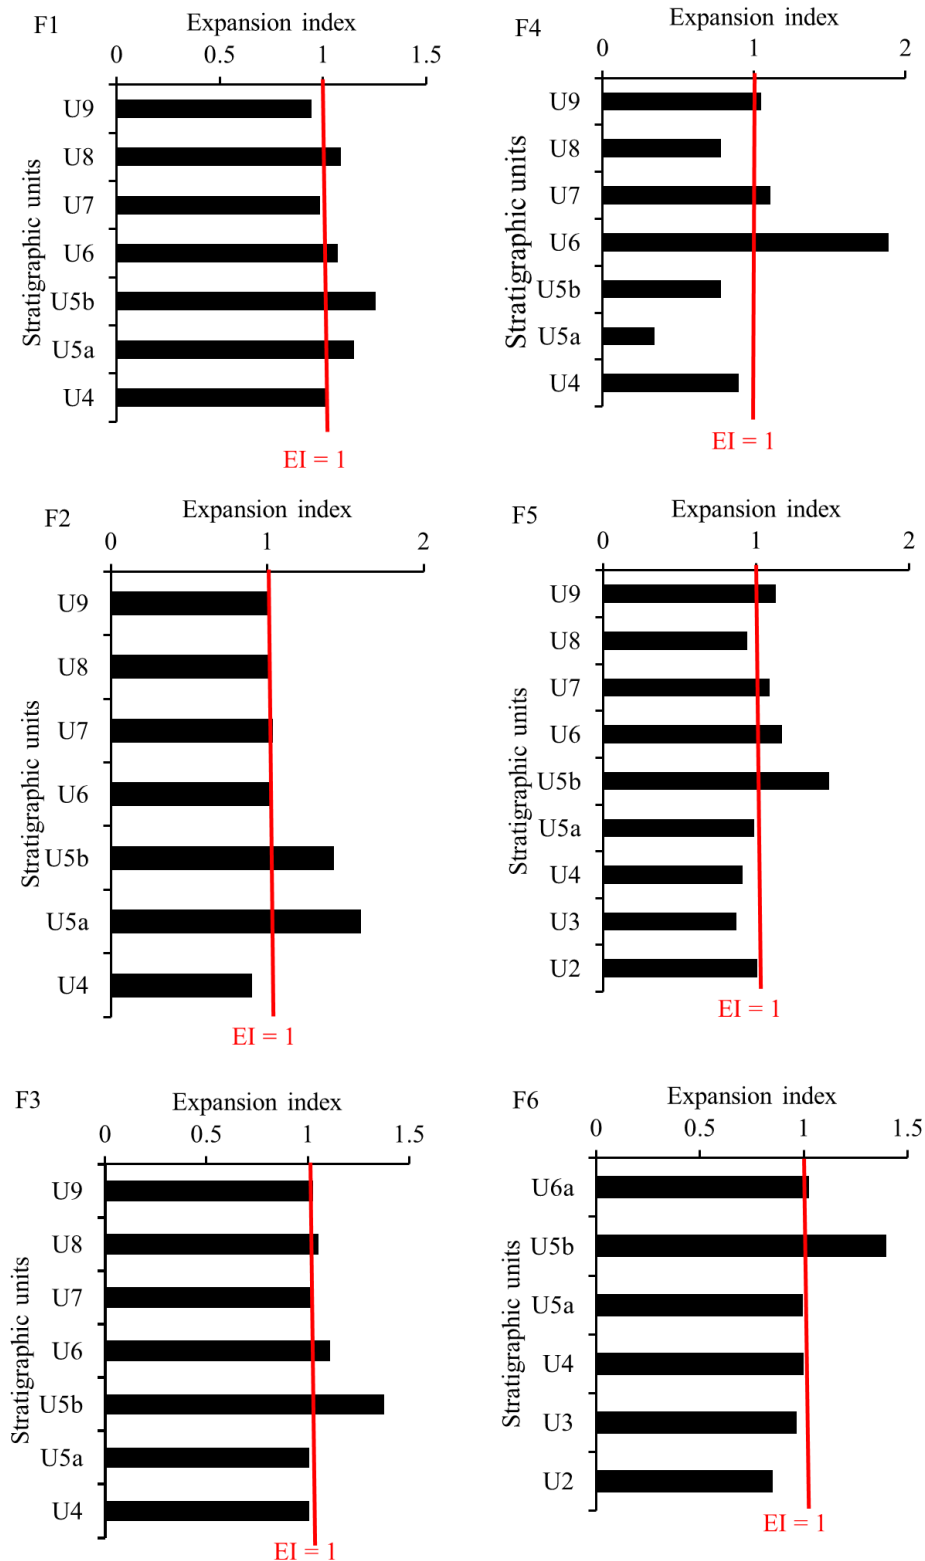 F1
Expansion index
0 0.5 1 1.5
Stratigraphic units
U9
U8
U7
U6
U5b
U5a
U4
EI = 1
F4
Expansion index
0 1 2
Stratigraphic units
U9
U8
U7
U6
U5b
U5a
U4
EI = 1
F2
Expansion index
0 1 2
Stratigraphic units
U9
U8
U7
U6
U5b
U5a
U4
EI = 1
F5
Expansion index
0 1 2
Stratigraphic units
U9
U8
U7
U6
U5b
U5a
U4
U3
U2
EI = 1
F3
Expansion index
0 0.5 1 1.5
Stratigraphic units
U9
U8
U7
U6
U5b
U5a
U4
EI = 1
F6
Expansion index
0 0.5 1 1.5
Stratigraphic units
U6a
U5b
U5a
U4
U3
U2
EI = 1